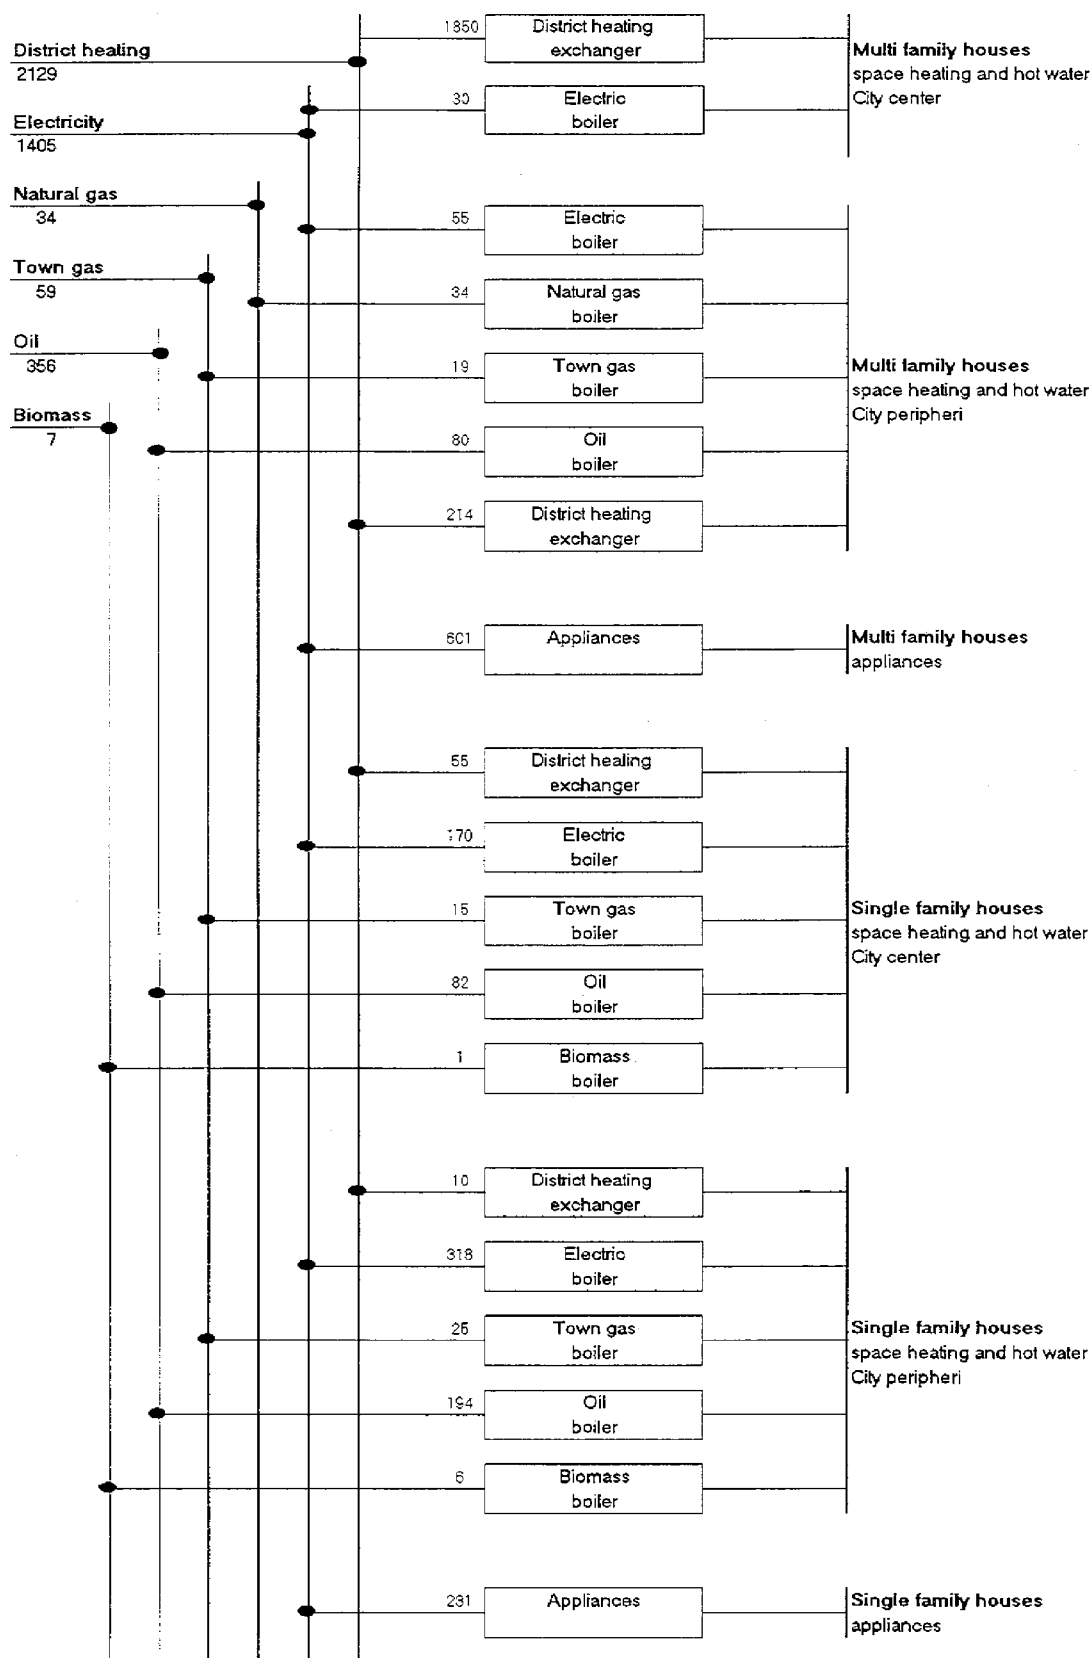 District heating
2129
Electricity
1405
Natural gas
34
Town gas
59
Oil
356
Biomass
7
1850
District heating
exchanger
30
Electric
boiler
Multi family houses
space heating and hot water
City center
55
Electric
boiler
34
Natural gas
boiler
19
Town gas
boiler
80
Oil
boiler
214
District heating
exchanger
Multi family houses
space heating and hot water
City peripheri
601
Appliances
Multi family houses
appliances
55
District heating
exchanger
170
Electric
boiler
15
Town gas
boiler
82
Oil
boiler
1
Biomass
boiler
Single family houses
space heating and hot water
City center
10
District heating
exchanger
318
Electric
boiler
25
Town gas
boiler
194
Oil
boiler
6
Biomass
boiler
Single family houses
space heating and hot water
City peripheri
231
Appliances
Single family houses
appliances